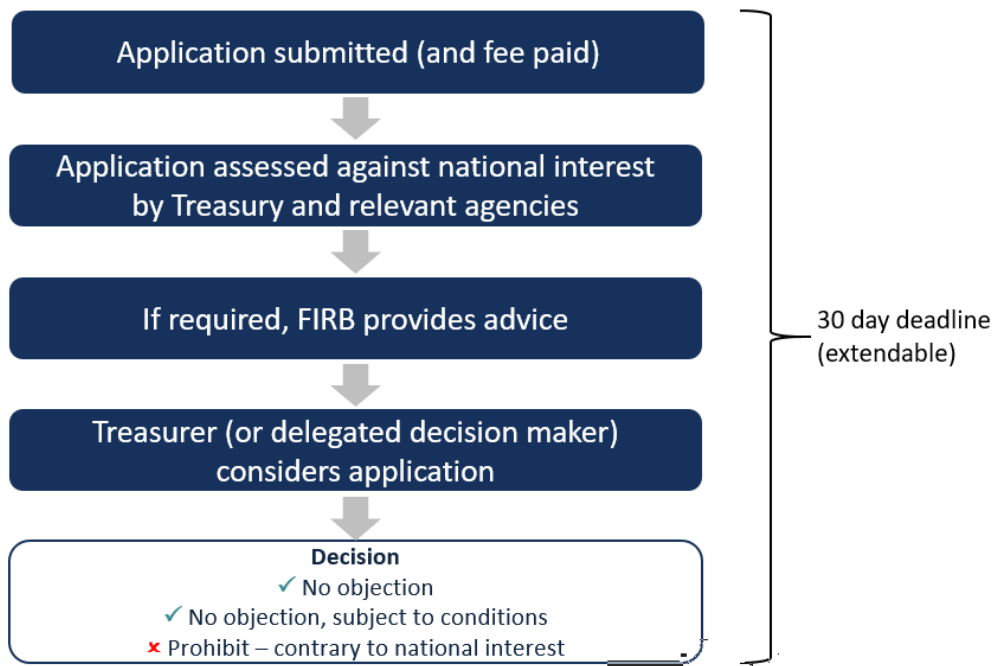 Application submitted (and fee paid)
Application assessed against national interest
by Treasury and relevant agencies
If required, FIRB provides advice
Treasurer (or delegated decision maker)
considers application
Decision
✓ No objection
✓ No objection, subject to conditions
✗ Prohibit – contrary to national interest
30 day deadline
(extendable)